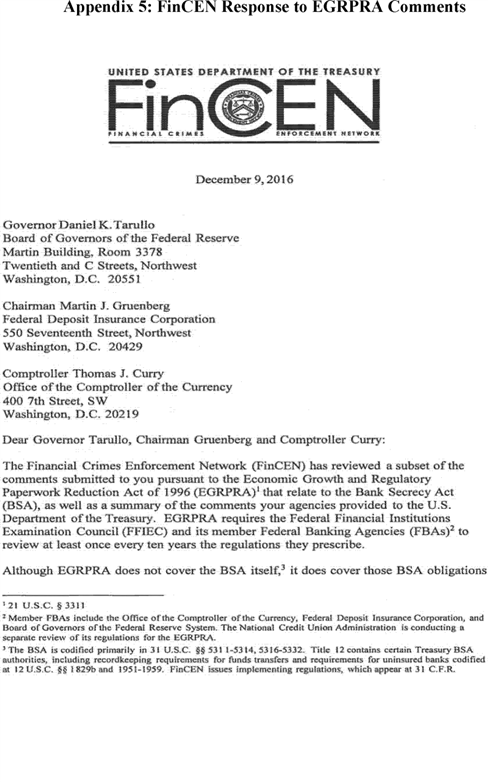 Appendix 5: FinCEN Response to EGRPRA Comments
UNITED STATES DEPARTMENT OF THE TREASURY
FinCEN
FINANCIAL CRIMES ENFORCEMENT NETWORK
December 9, 2016
Governor Daniel K. Tarullo
Board of Governors of the Federal Reserve
Martin Building, Room 3378
Twentieth and C Streets, Northwest
Washington, D.C. 20551
Chairman Martin J. Gruenberg
Federal Deposit Insurance Corporation
550 Seventeenth Street, Northwest
Washington, D.C. 20429
Comptroller Thomas J. Curry
Office of the Comptroller of the Currency
400 7th Street, SW
Washington, D.C. 20219
Dear Governor Tarullo, Chairman Gruenberg and Comptroller Curry:
The Financial Crimes Enforcement Network (FinCEN) has reviewed a subset of the
comments submitted to you pursuant to the Economic Growth and Regulatory
Paperwork Reduction Act of 1996 (EGRPRA)¹ that relate to the Bank Secrecy Act
(BSA), as well as a summary of the comments your agencies provided to the U.S.
Department of the Treasury. EGRPRA requires the Federal Financial Institutions
Examination Council (FFIEC) and its member Federal Banking Agencies (FBAs)² to
review at least once every ten years the regulations they prescribe.
Although EGRPRA does not cover the BSA itself,³ it does cover those BSA obligations
¹ 21 U.S.C. § 3311
² Member FBAs include the Office of the Comptroller of the Currency, Federal Deposit Insurance Corporation, and
Board of Governors of the Federal Reserve System. The National Credit Union Administration is conducting a
separate review of its regulations for the EGRPRA.
³ The BSA is codified primarily in 31 U.S.C. §§ 5311-5314, 5316-5332. Title 12 contains certain Treasury BSA
authorities, including recordkeeping requirements for funds transfers and requirements for uninsured banks codified
at 12 U.S.C. §§ 1829b and 1951-1959. FinCEN issues implementing regulations, which appear at 31 C.F.R.